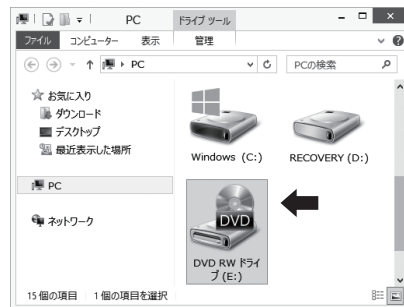 PC
ドライブ ツール
ファイル コンピューター 表示 管理
PC
PCの検索
お気に入り
ダウンロード
デスクトップ
最近表示した場所
PC
ネットワーク
Windows (C:)
RECOVERY (D:)
DVD
DVD RW ドライ
ブ (E:)
15 個の項目 1 個の項目を選択